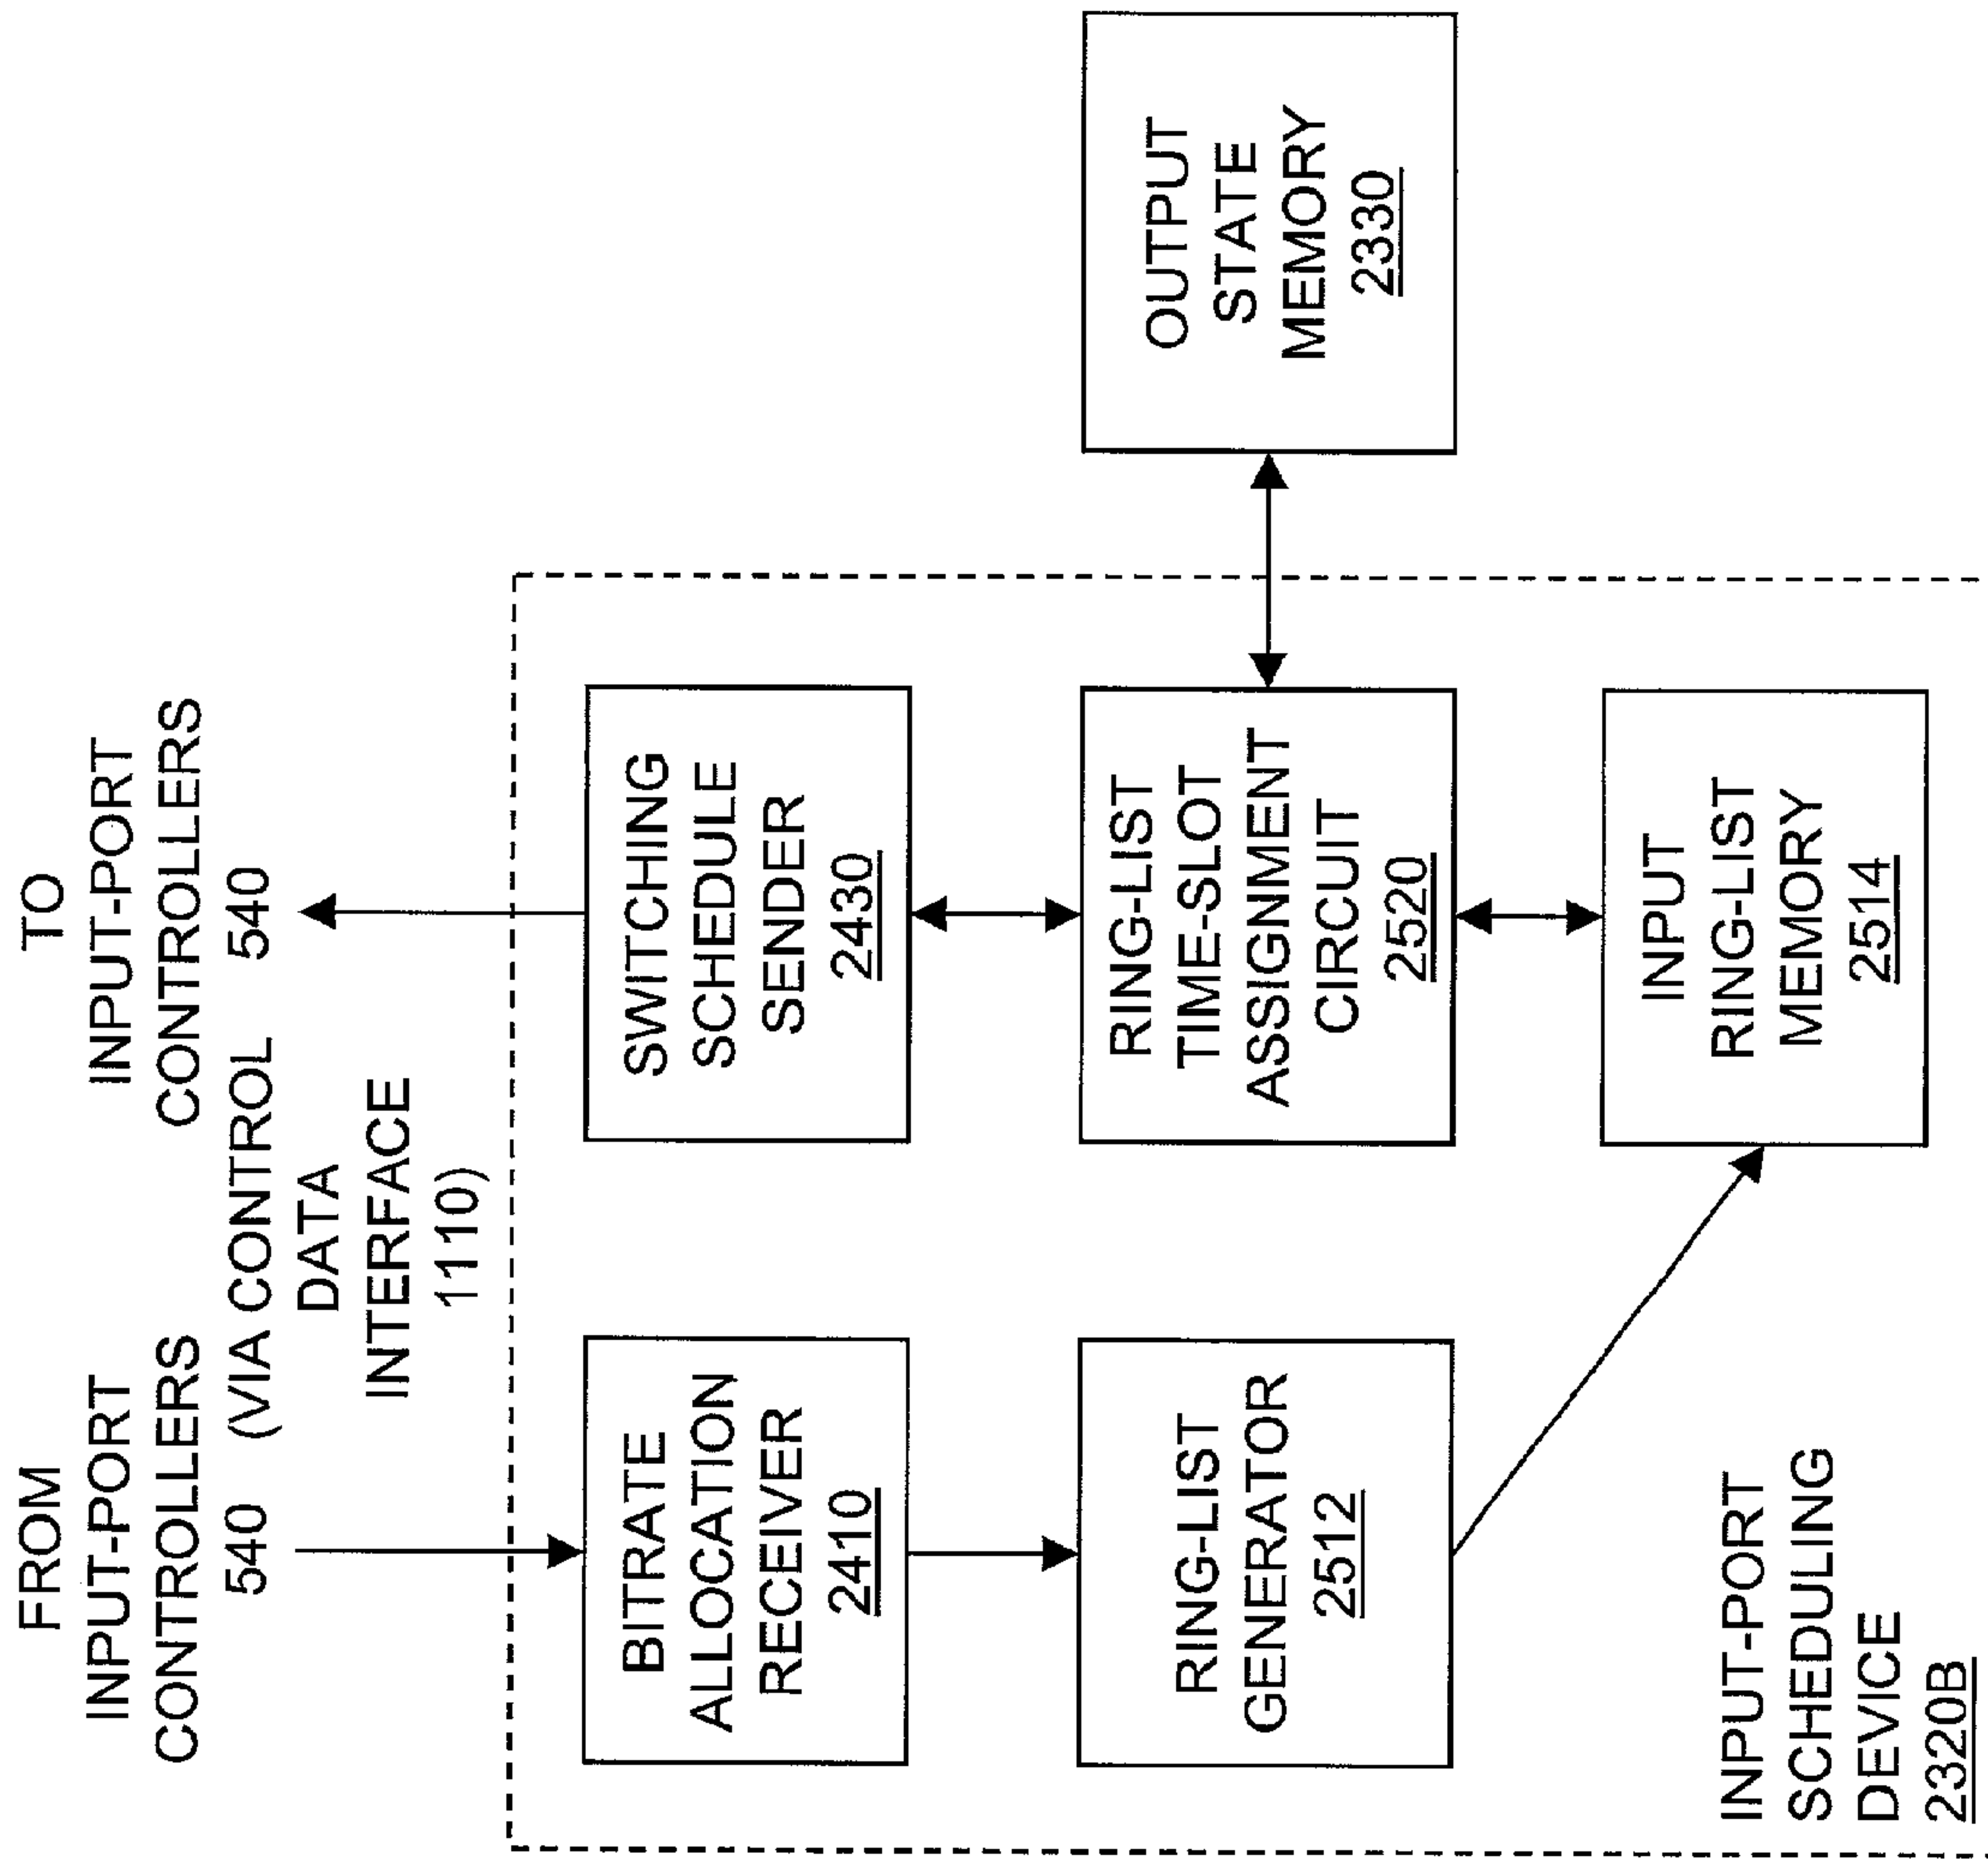 FROM
INPUT-PORT
CONTROLLERS
540
(VIA CONTROL
DATA
INTERFACE
1110)
TO
INPUT-PORT
CONTROLLERS
540
BITRATE
ALLOCATION
RECEIVER
2410
SWITCHING
SCHEDULE
SENDER
2430
RING-LIST
GENERATOR
2512
RING-LIST
TIME-SLOT
ASSIGNMENT
CIRCUIT
2520
OUTPUT
STATE
MEMORY
2330
INPUT
RING-LIST
MEMORY
2514
INPUT-PORT
SCHEDULING
DEVICE
2320B